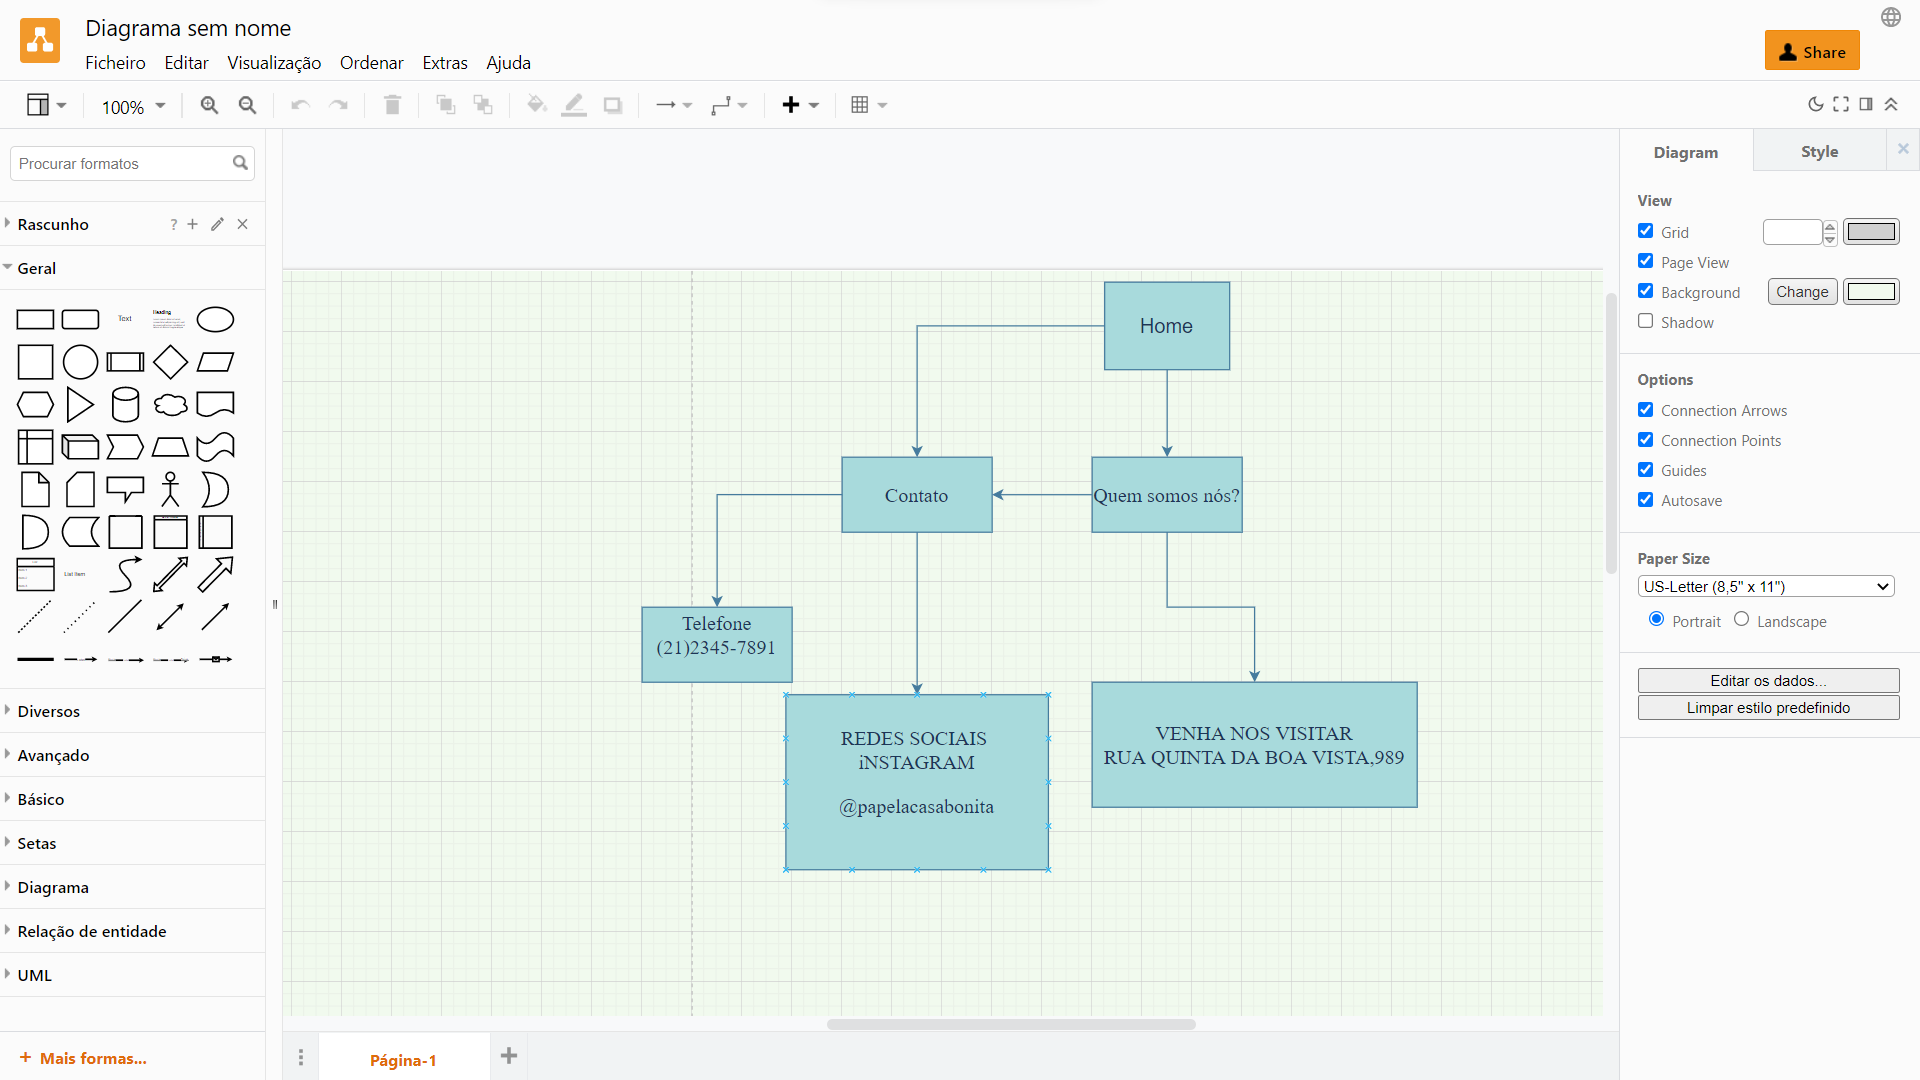 Diagrama sem nome
Ficheiro Editar Visualização Ordenar Extras Ajuda
Share
100%
Procurar formatos
Rascunho ?
Geral
Text
Heading
List Item
Diversos
Avançado
Básico
Setas
Diagrama
Relação de entidade
UML
+ Mais formas...
Home
Contato
Quem somos nós?
Telefone
(21)2345-7891
REDES SOCIAIS
iNSTAGRAM
@papelacasabonita
VENHA NOS VISITAR
RUA QUINTA DA BOA VISTA,989
Página-1
Diagram Style
View
Grid
Page View
Background Change
Shadow
Options
Connection Arrows
Connection Points
Guides
Autosave
Paper Size
US-Letter (8,5" x 11")
Portrait Landscape
Editar os dados...
Limpar estilo predefinido